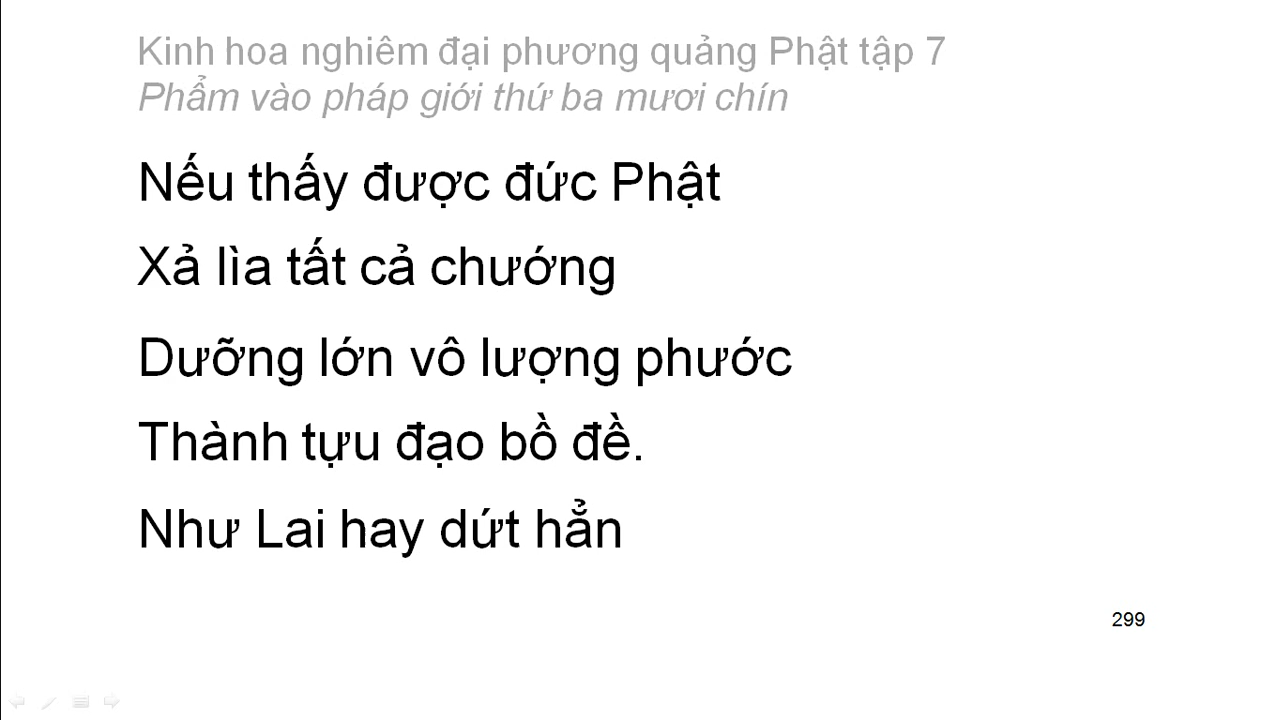 Kinh hoa nghiêm đại phương quảng Phật tập 7
Phẩm vào pháp giới thứ ba mươi chín
Nếu thấy được đức Phật
Xả lìa tất cả chướng
Dưỡng lớn vô lượng phước
Thành tựu đạo bồ đề.
Như Lai hay dứt hẳn
299